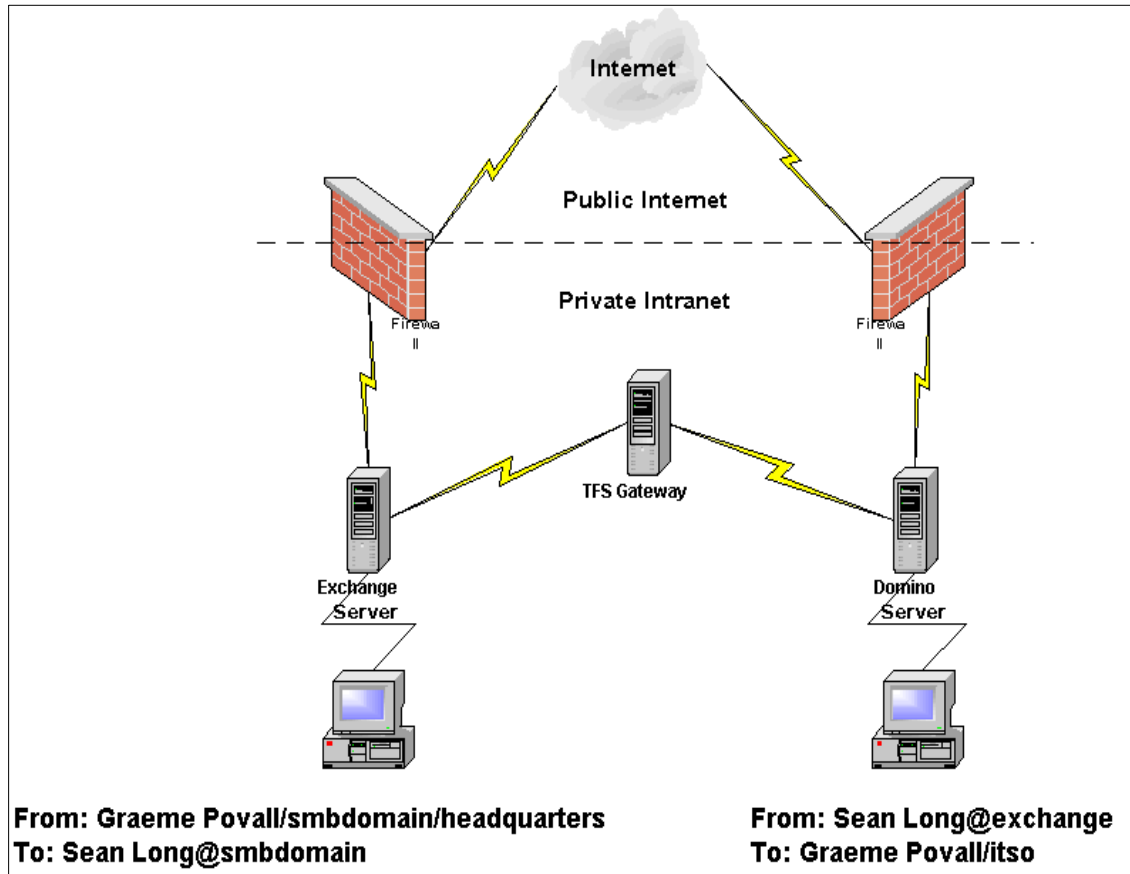 Internet
Public Internet
Private Intranet
Firewa
ll
Firewa
ll
TFS Gateway
Exchange
Server
Domino
Server
From: Graeme Povall/smbdomain/headquarters
To: Sean Long@smbdomain
From: Sean Long@exchange
To: Graeme Povall/itso